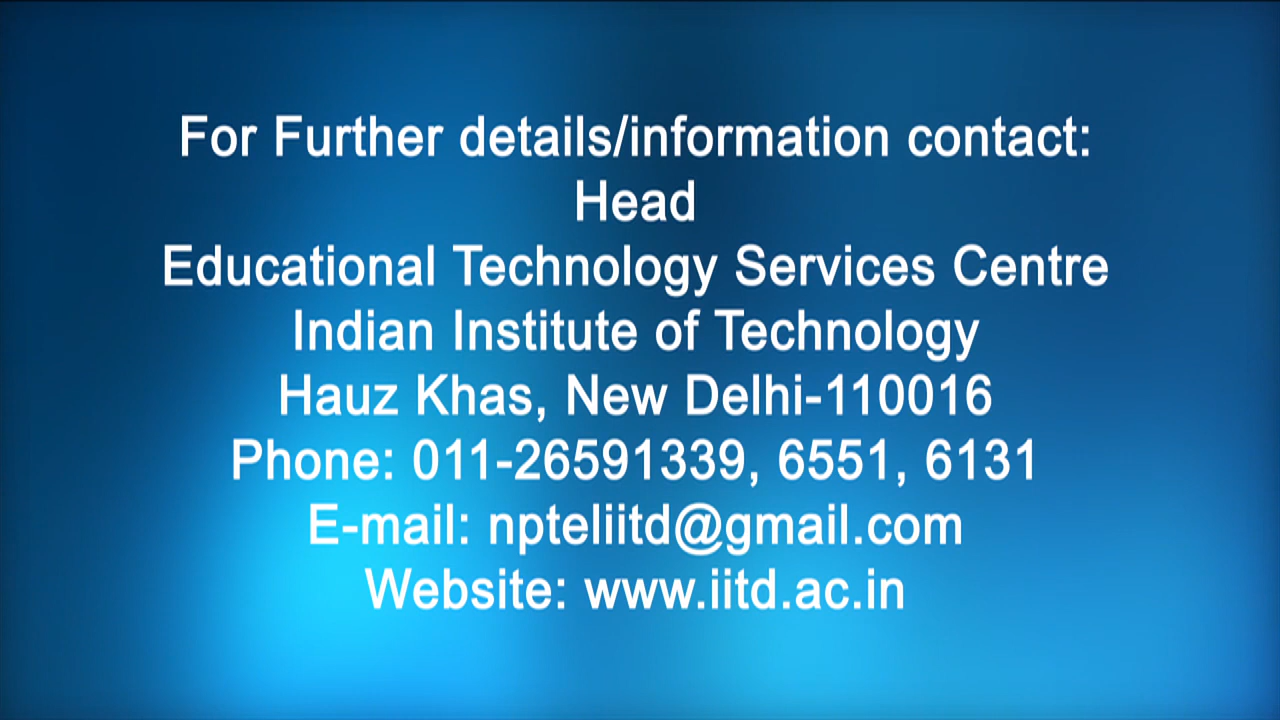 For Further details/information contact:
Head
Educational Technology Services Centre
Indian Institute of Technology
Hauz Khas, New Delhi-110016
Phone: 011-26591339, 6551, 6131
E-mail: npteliitd@gmail.com
Website: www.iitd.ac.in